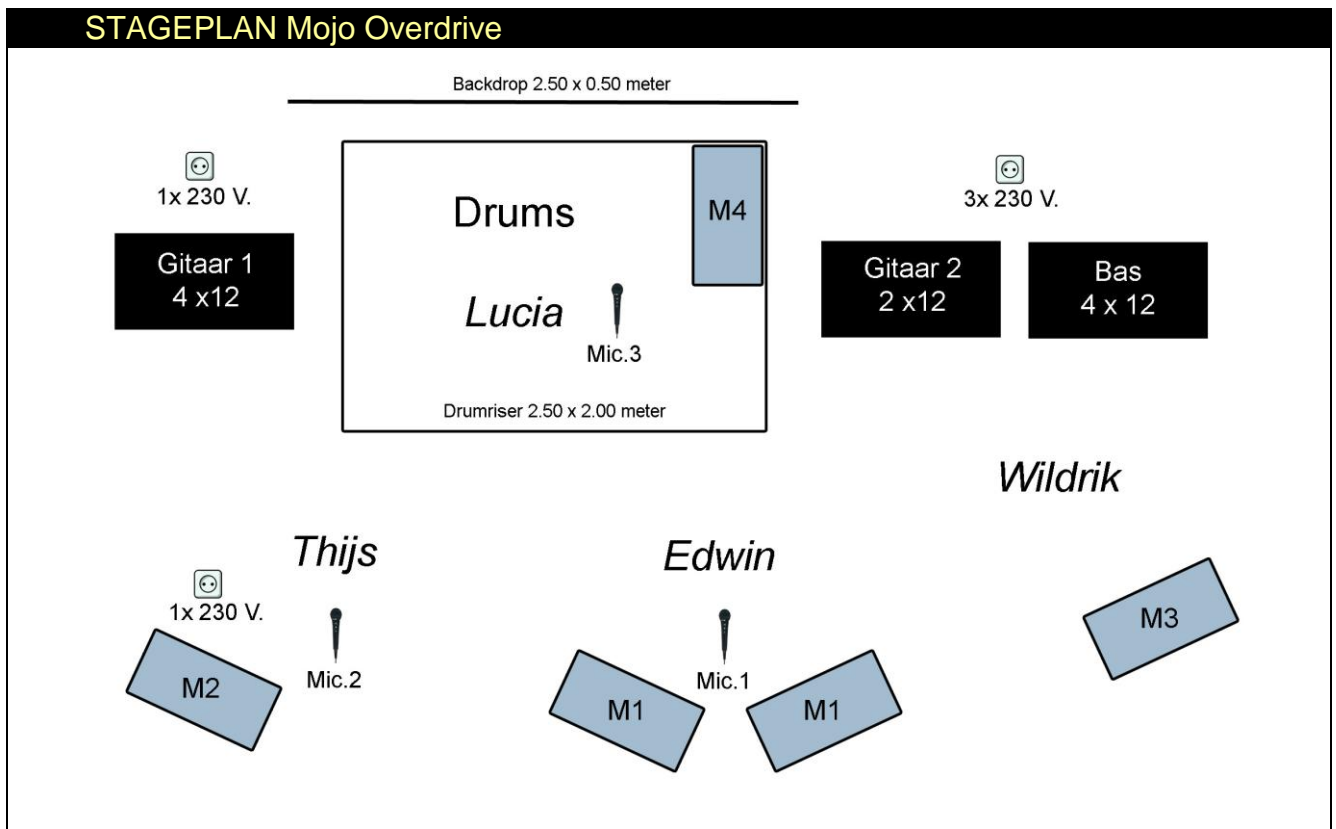 STAGEPLAN Mojo Overdrive
Backdrop 2.50 x 0.50 meter
1x 230 V.
Drums
M4
3x 230 V.
Gitaar 1
4 x12
Lucia
Mic.3
Gitaar 2
2 x12
Bas
4 x 12
Drumriser 2.50 x 2.00 meter
Wildrik
Thijs
Edwin
1x 230 V.
M2
Mic.2
M1
Mic.1
M1
M3